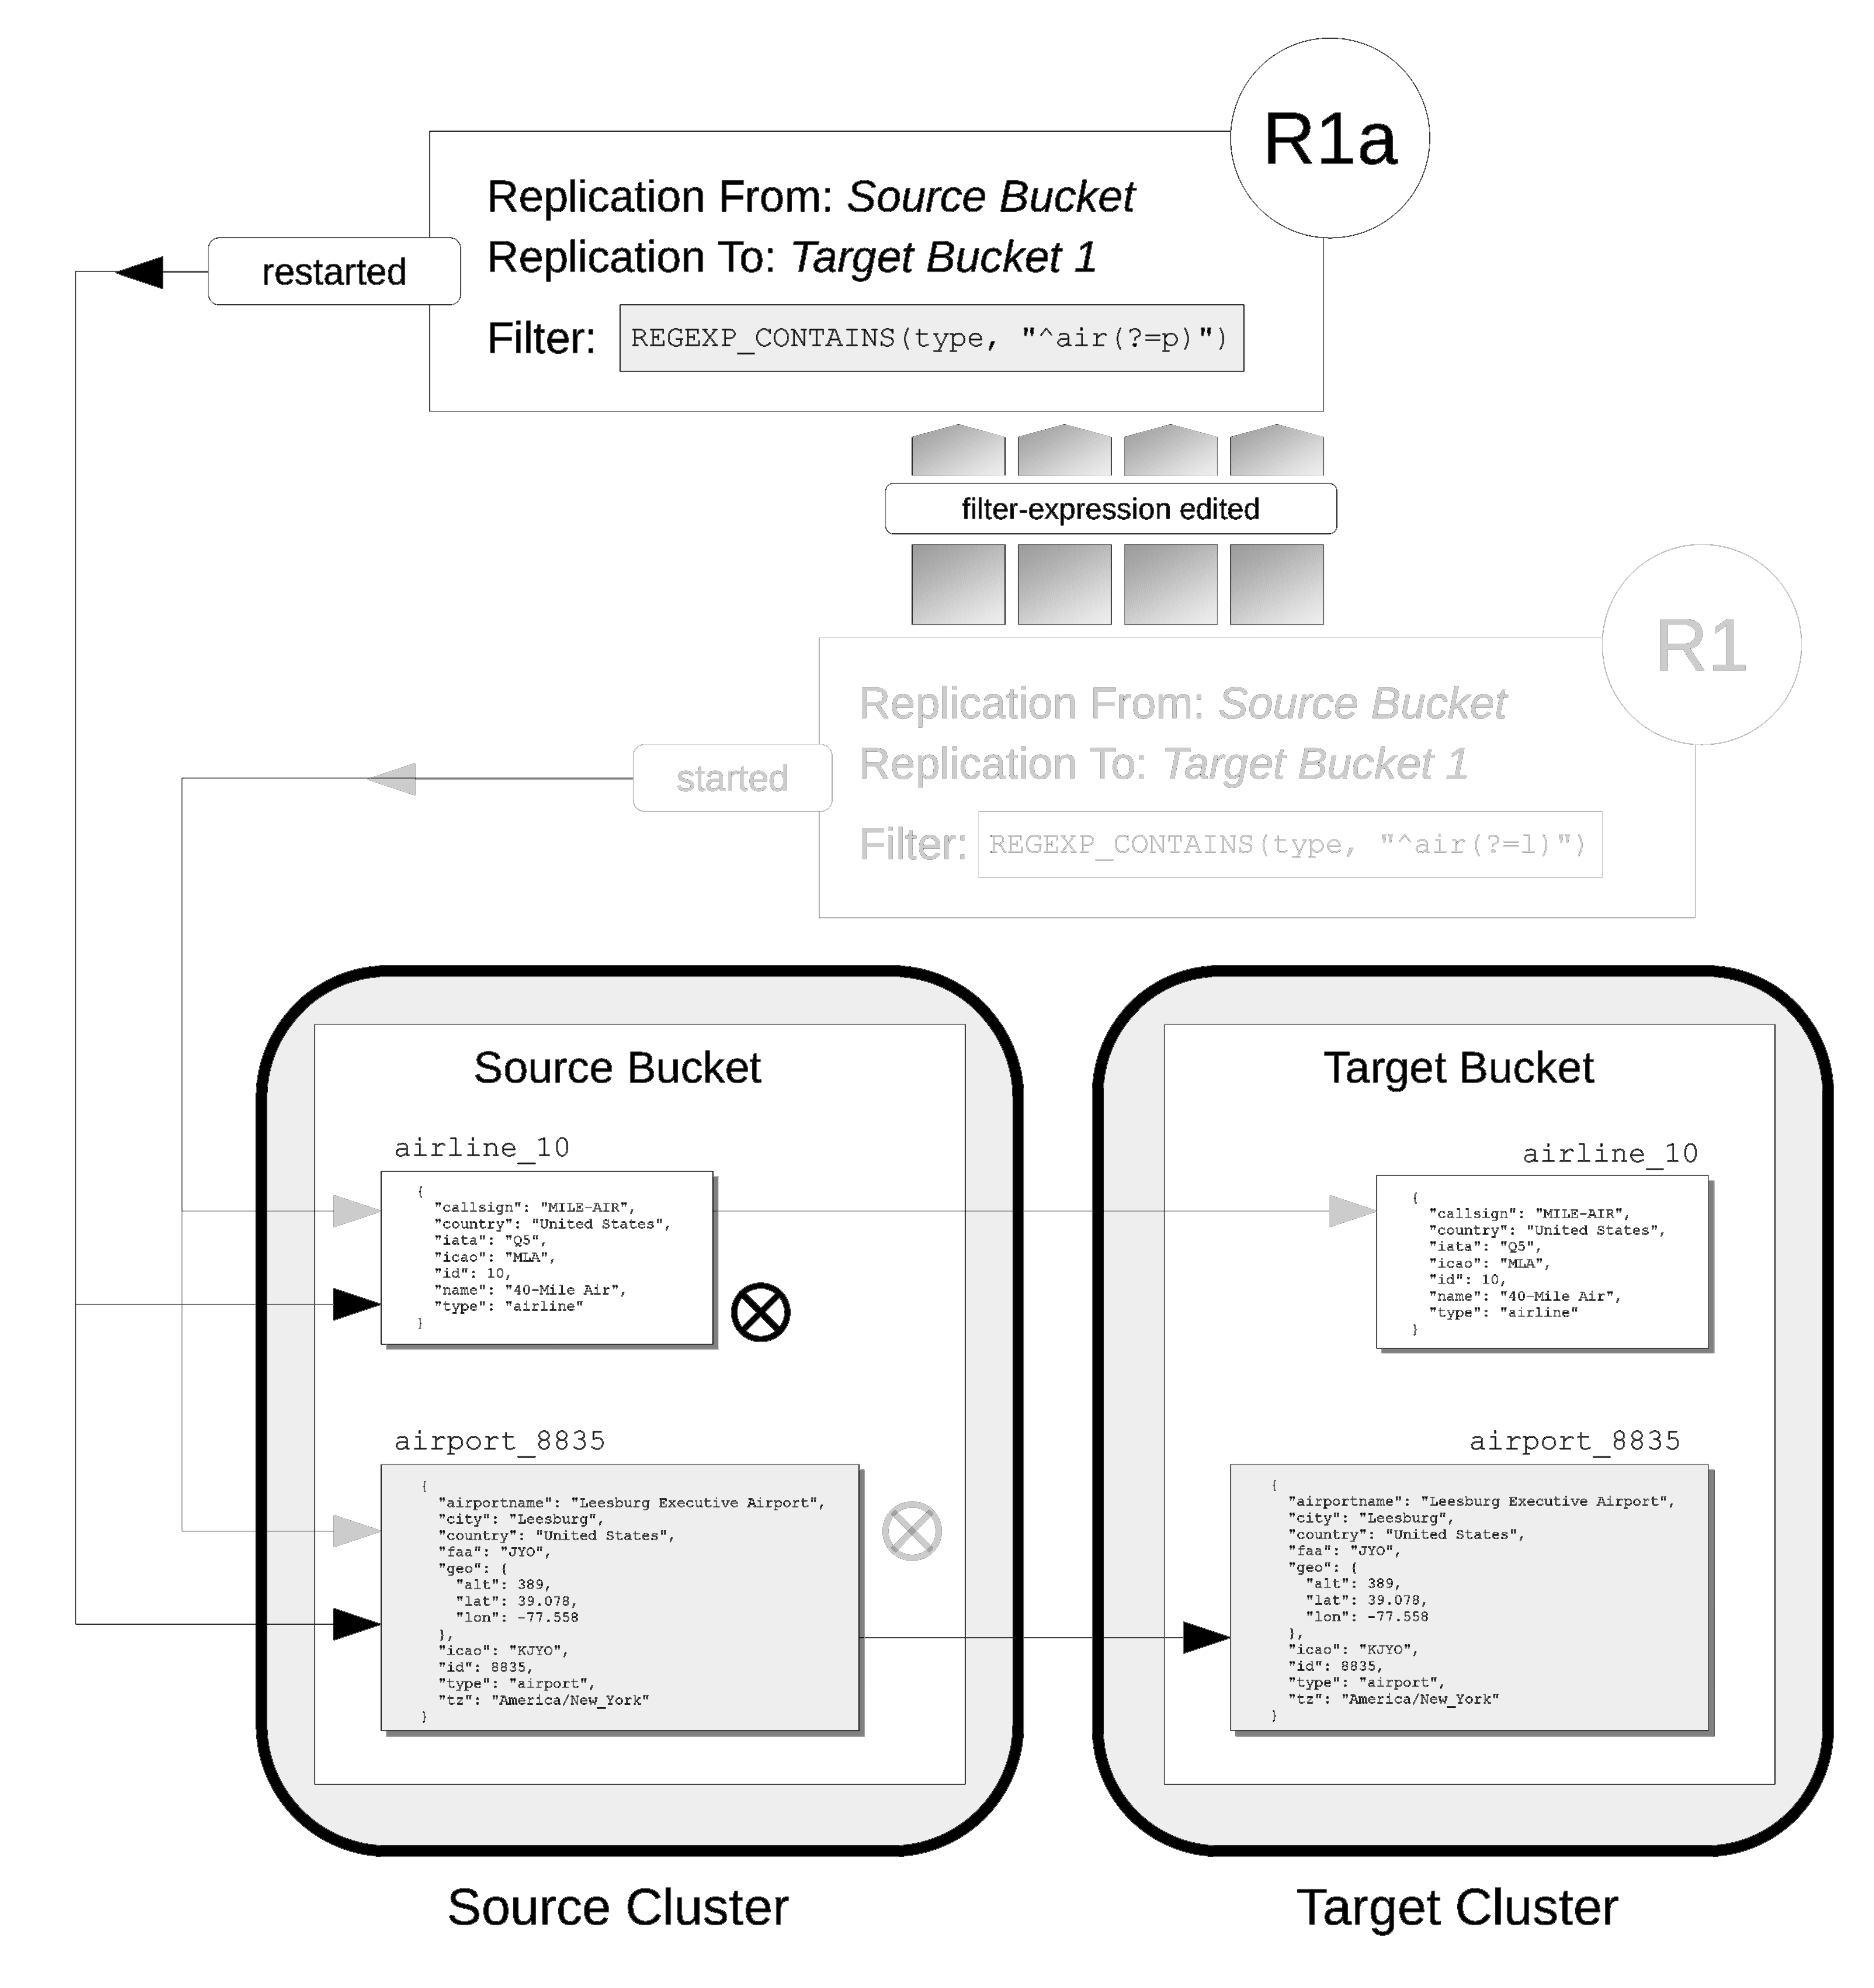 R1a
Replication From: Source Bucket
Replication To: Target Bucket 1
restarted
Filter: REGEXP_CONTAINS(type, "^air(?=p)")
filter-expression edited
R1
Replication From: Source Bucket
Replication To: Target Bucket 1
started
Filter: REGEXP_CONTAINS(type, "^air(?=l)")
Source Bucket
airline_10
{
"callsign": "MILE-AIR",
"country": "United States",
"iata": "Q5",
"icao": "MLA",
"id": 10,
"name": "40-Mile Air",
"type": "airline"
}
airport_8835
{
"airportname": "Leesburg Executive Airport",
"city": "Leesburg",
"country": "United States",
"faa": "JYO",
"geo": {
"alt": 389,
"lat": 39.078,
"lon": -77.558
},
"icao": "KJYO",
"id": 8835,
"type": "airport",
"tz": "America/New_York"
}
Source Cluster
Target Bucket
airline_10
{
"callsign": "MILE-AIR",
"country": "United States",
"iata": "Q5",
"icao": "MLA",
"id": 10,
"name": "40-Mile Air",
"type": "airline"
}
airport_8835
{
"airportname": "Leesburg Executive Airport",
"city": "Leesburg",
"country": "United States",
"faa": "JYO",
"geo": {
"alt": 389,
"lat": 39.078,
"lon": -77.558
},
"icao": "KJYO",
"id": 8835,
"type": "airport",
"tz": "America/New_York"
}
Target Cluster